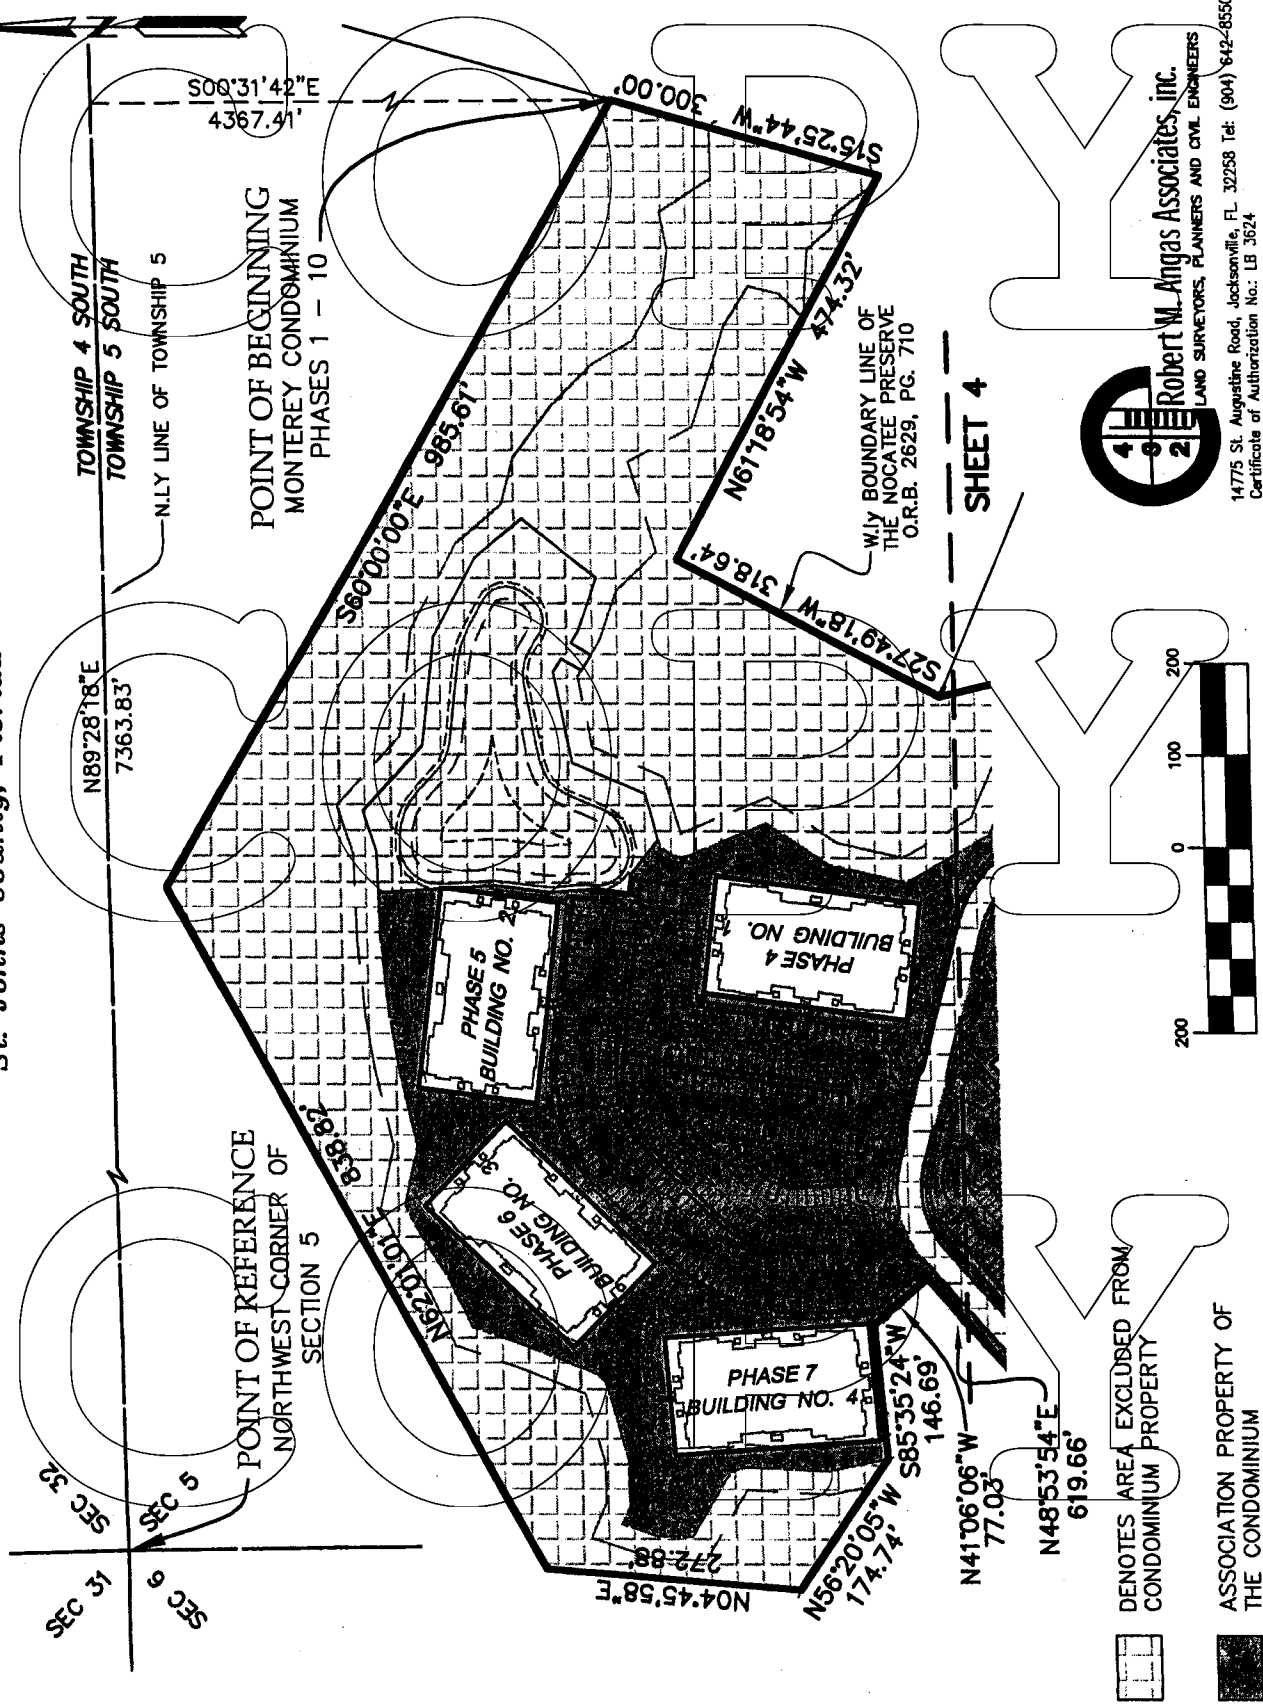 St. Johns County, Florida
TOWNSHIP 4 SOUTH
TOWNSHIP 5 SOUTH
N89°28'18"E
7363.83'
N.LY LINE OF TOWNSHIP 5
S00°31'42"E
4367.41'
SEC 31
SEC 32
SEC 6
SEC 5
POINT OF REFERENCE
NORTHWEST CORNER OF
SECTION 5
POINT OF BEGINNING
MONTEREY CONDOMINIUM
PHASES 1 - 10
N62°01'01"E
838.82'
S60°00'00"E
985.61'
S15°25'44"W
300.00'
N61°18'54"W
474.32'
S27°49'18"W
318.64'
W.ly BOUNDARY LINE OF
THE NOCATEE PRESERVE
O.R.B. 2629, PG. 710
SHEET 4
PHASE 5
BUILDING NO. 2
PHASE 4
BUILDING NO. 1
PHASE 6
BUILDING NO. 3
PHASE 7
BUILDING NO. 4
N04°45'58"E
272.88'
N56°20'05"W
174.74'
S85°35'24"W
146.69'
N41°06'06"W
77.03'
N48°53'54"E
619.66'
DENOTES AREA EXCLUDED FROM
CONDOMINIUM PROPERTY
ASSOCIATION PROPERTY OF
THE CONDOMINIUM
200
0
100
200
Robert M. Angas Associates, inc.
LAND SURVEYORS, PLANNERS AND CIVIL ENGINEERS
14775 St. Augustine Road, Jacksonville, FL 32258 Tel: (904) 642-8550
Certificate of Authorization No.: LB 3624
COPY
COPY
COPY